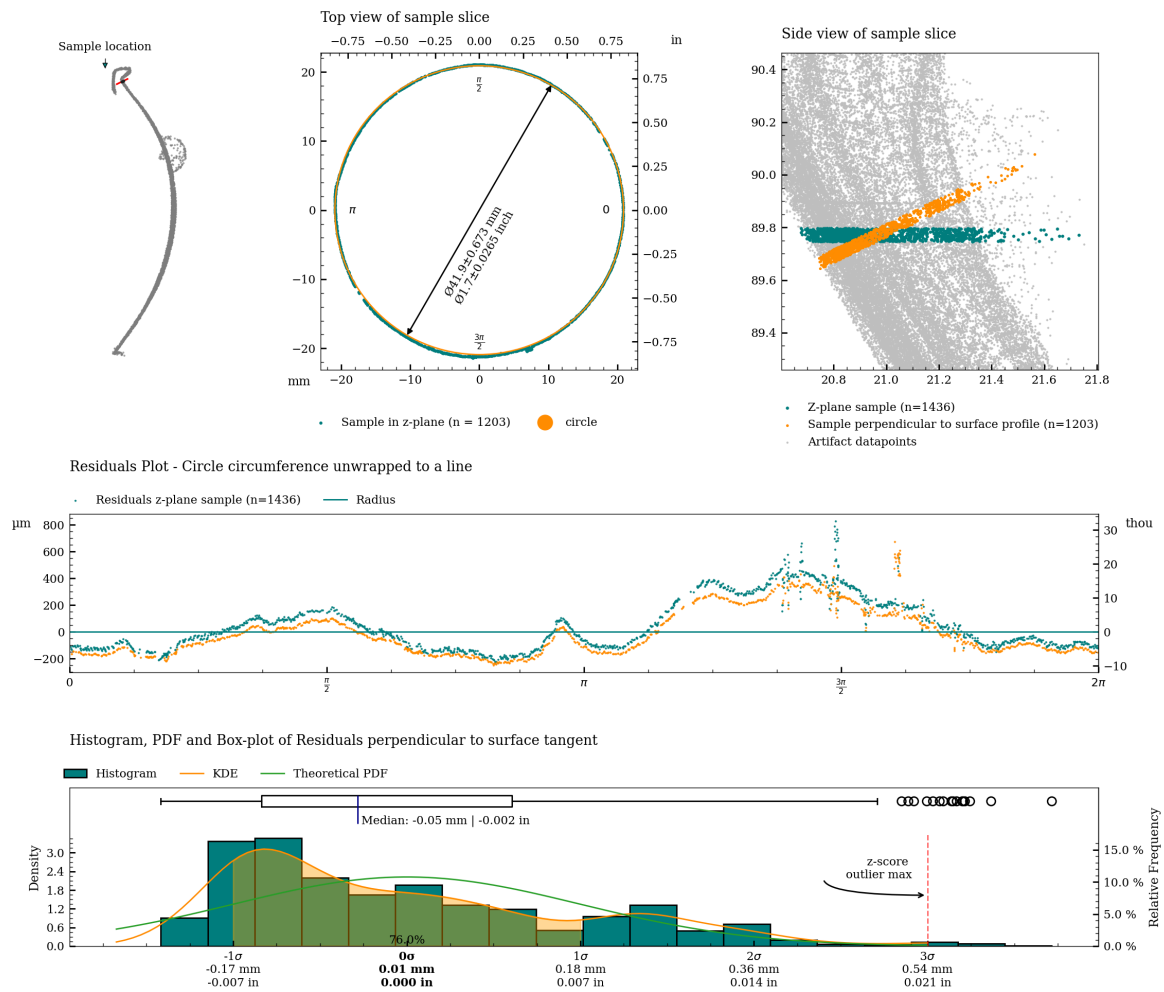 Sample location
Top view of sample slice
−0.75 −0.50 −0.25 0.00 0.25 0.50 0.75 in
20
10
0
−10
−20
mm
0.75
0.50
0.25
0.00
−0.25
−0.50
−0.75
π/2
π
0
3π/2
Ø41.9±0.673 mm
Ø1.7±0.0265 inch
−20 −10 0 10 20
Sample in z-plane (n = 1203)
circle
Side view of sample slice
90.4
90.2
90.0
89.8
89.6
89.4
20.8 21.0 21.2 21.4 21.6 21.8
Z-plane sample (n=1436)
Sample perpendicular to surface profile (n=1203)
Artifact datapoints
Residuals Plot - Circle circumference unwrapped to a line
Residuals z-plane sample (n=1436)
Radius
µm
800
600
400
200
0
−200
thou
30
20
10
0
−10
0 π/2 π 3π/2 2π
Histogram, PDF and Box-plot of Residuals perpendicular to surface tangent
Histogram
KDE
Theoretical PDF
Median: -0.05 mm | -0.002 in
Density
3.0
2.4
1.8
1.2
0.6
0.0
z-score
outlier max
76.0%
Relative Frequency
15.0 %
10.0 %
5.0 %
0.0 %
-1σ
-0.17 mm
-0.007 in
0σ
0.01 mm
0.000 in
1σ
0.18 mm
0.007 in
2σ
0.36 mm
0.014 in
3σ
0.54 mm
0.021 in